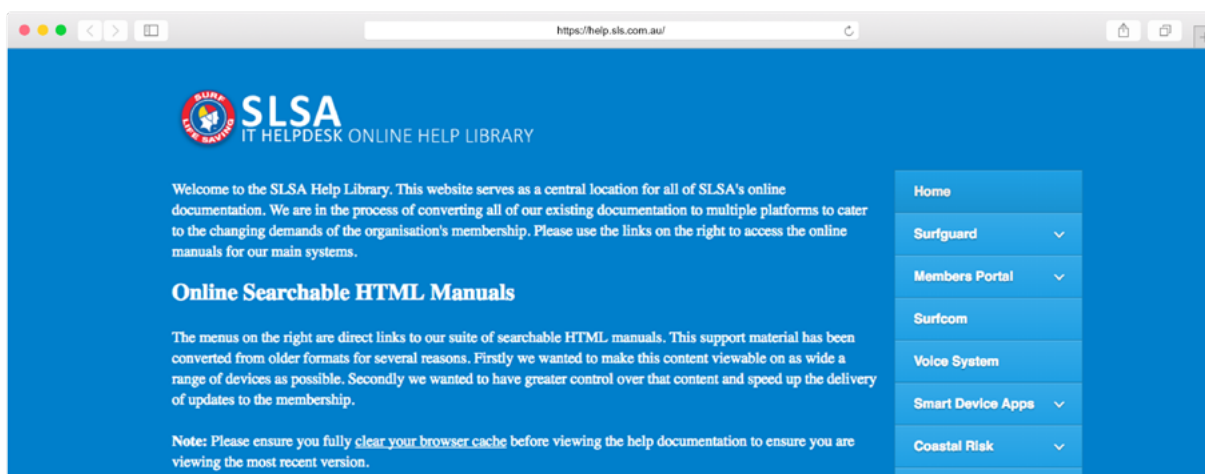 https://help.sls.com.au/
SURF
LIFE SAVING
SLSA
IT HELPDESK ONLINE HELP LIBRARY
Welcome to the SLSA Help Library. This website serves as a central location for all of SLSA's online
documentation. We are in the process of converting all of our existing documentation to multiple platforms to cater
to the changing demands of the organisation's membership. Please use the links on the right to access the online
manuals for our main systems.
Online Searchable HTML Manuals
The menus on the right are direct links to our suite of searchable HTML manuals. This support material has been
converted from older formats for several reasons. Firstly we wanted to make this content viewable on as wide a
range of devices as possible. Secondly we wanted to have greater control over that content and speed up the delivery
of updates to the membership.
Note: Please ensure you fully clear your browser cache before viewing the help documentation to ensure you are
viewing the most recent version.
Home
Surfguard
Members Portal
Surfcom
Voice System
Smart Device Apps
Coastal Risk